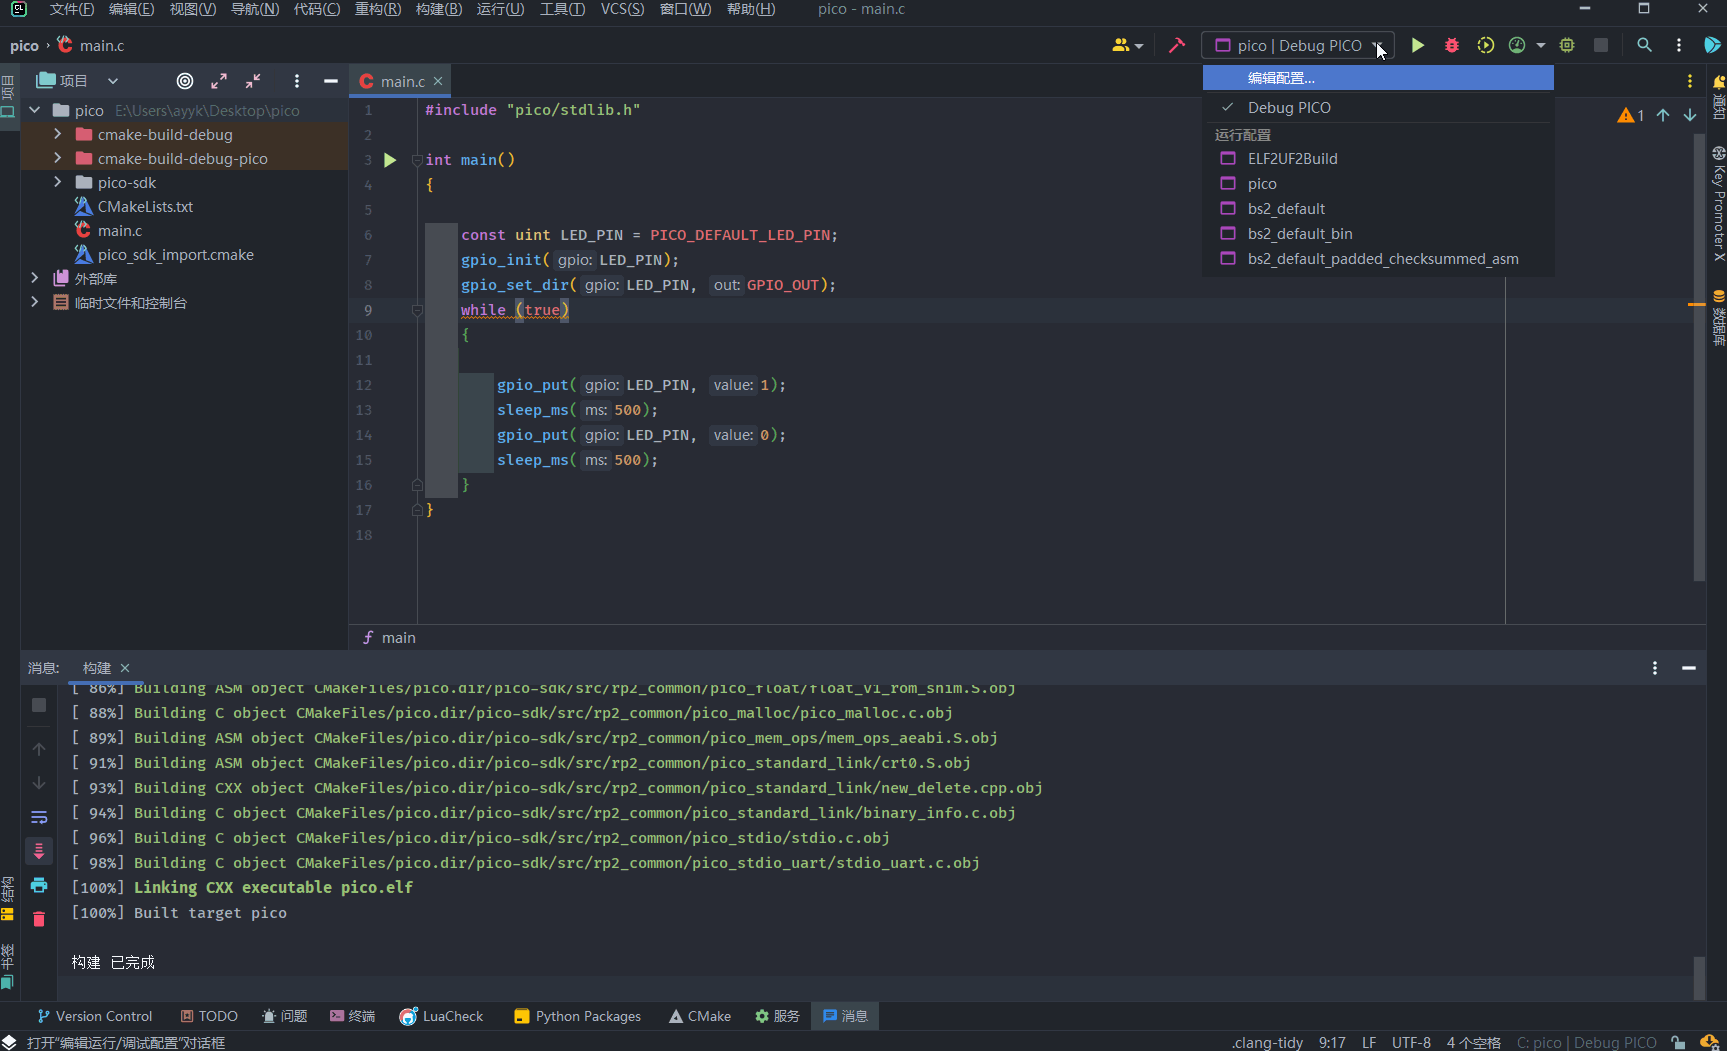 CL 文件(F) 编辑(E) 视图(V) 导航(N) 代码(C) 重构(R) 构建(B) 运行(U) 工具(T) VCS(S) 窗口(W) 帮助(H) pico - main.c
pico main.c
pico | Debug PICO
编辑配置...
Debug PICO
运行配置
ELF2UF2Build
pico
bs2_default
bs2_default_bin
bs2_default_padded_checksummed_asm
项目
项目
pico E:\Users\ayyk\Desktop\pico
cmake-build-debug
cmake-build-debug-pico
pico-sdk
CMakeLists.txt
main.c
pico_sdk_import.cmake
外部库
临时文件和控制台
main.c
1
1 #include "pico/stdlib.h"
2
3 int main()
4 {
5
6 const uint LED_PIN = PICO_DEFAULT_LED_PIN;
7 gpio_init( gpio: LED_PIN);
8 gpio_set_dir( gpio: LED_PIN, out: GPIO_OUT);
9 while (true)
10 {
11
12 gpio_put( gpio: LED_PIN, value: 1);
13 sleep_ms( ms: 500);
14 gpio_put( gpio: LED_PIN, value: 0);
15 sleep_ms( ms: 500);
16 }
17 }
18
main
通知
Key Promoter X
数据库
消息: 构建
[ 86%] Building ASM object CMakeFiles/pico.dir/pico-sdk/src/rp2_common/pico_float/float_v1_rom_shim.S.obj
[ 88%] Building C object CMakeFiles/pico.dir/pico-sdk/src/rp2_common/pico_malloc/pico_malloc.c.obj
[ 89%] Building ASM object CMakeFiles/pico.dir/pico-sdk/src/rp2_common/pico_mem_ops/mem_ops_aeabi.S.obj
[ 91%] Building ASM object CMakeFiles/pico.dir/pico-sdk/src/rp2_common/pico_standard_link/crt0.S.obj
[ 93%] Building CXX object CMakeFiles/pico.dir/pico-sdk/src/rp2_common/pico_standard_link/new_delete.cpp.obj
[ 94%] Building C object CMakeFiles/pico.dir/pico-sdk/src/rp2_common/pico_standard_link/binary_info.c.obj
[ 96%] Building C object CMakeFiles/pico.dir/pico-sdk/src/rp2_common/pico_stdio/stdio.c.obj
[ 98%] Building C object CMakeFiles/pico.dir/pico-sdk/src/rp2_common/pico_stdio_uart/stdio_uart.c.obj
[100%] Linking CXX executable pico.elf
[100%] Built target pico
构建 已完成
结构
书签
Version Control TODO 问题 终端 LuaCheck Python Packages CMake 服务 消息
打开“编辑运行/调试配置”对话框 .clang-tidy 9:17 LF UTF-8 4 个空格 C: pico | Debug PICO